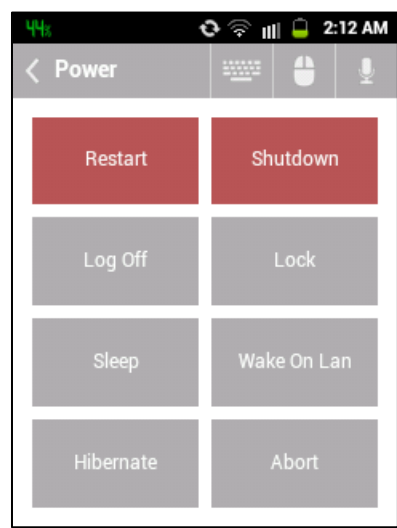 44% 2:12 AM
Power
Restart Shutdown
Log Off Lock
Sleep Wake On Lan
Hibernate Abort